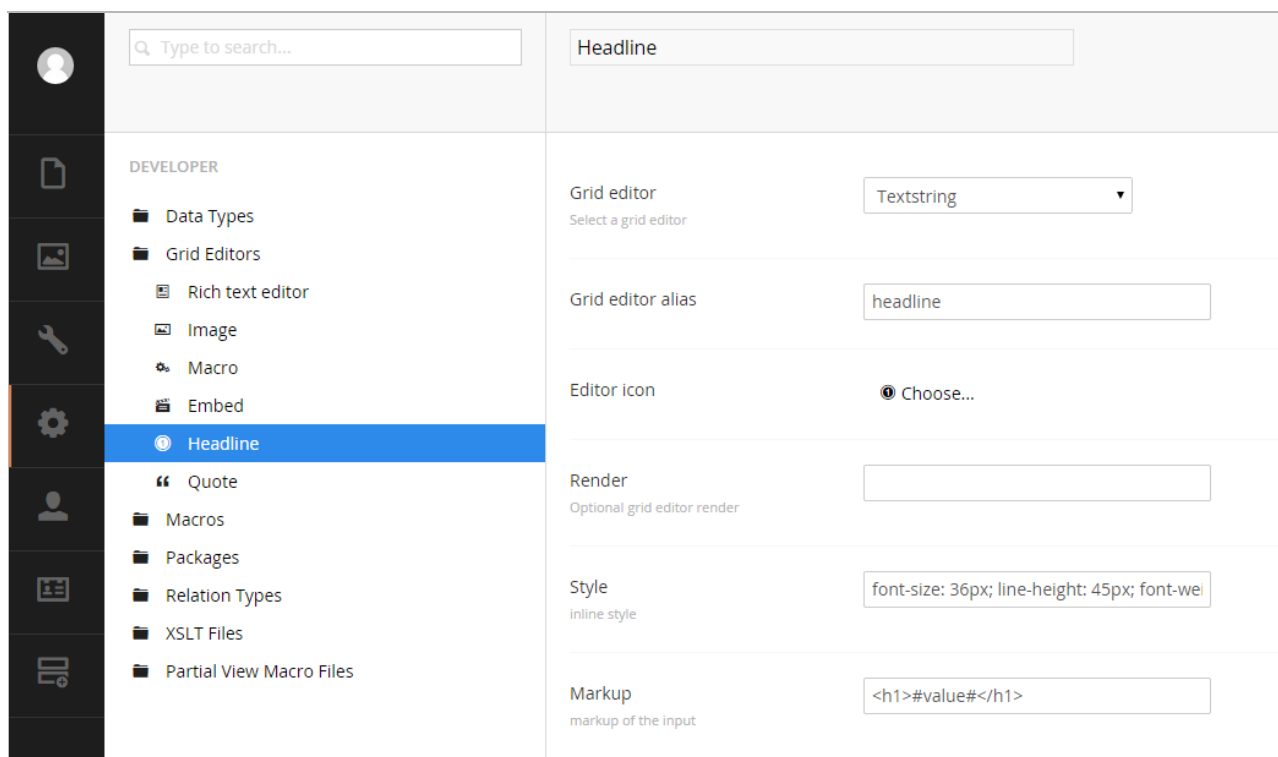 Type to search...
Headline
DEVELOPER
Data Types
Grid Editors
Rich text editor
Image
Macro
Embed
Headline
Quote
Macros
Packages
Relation Types
XSLT Files
Partial View Macro Files
Grid editor
Select a grid editor
Textstring
Grid editor alias
headline
Editor icon
Choose...
Render
Optional grid editor render
Style
inline style
font-size: 36px; line-height: 45px; font-wei
Markup
markup of the input
<h1>#value#</h1>